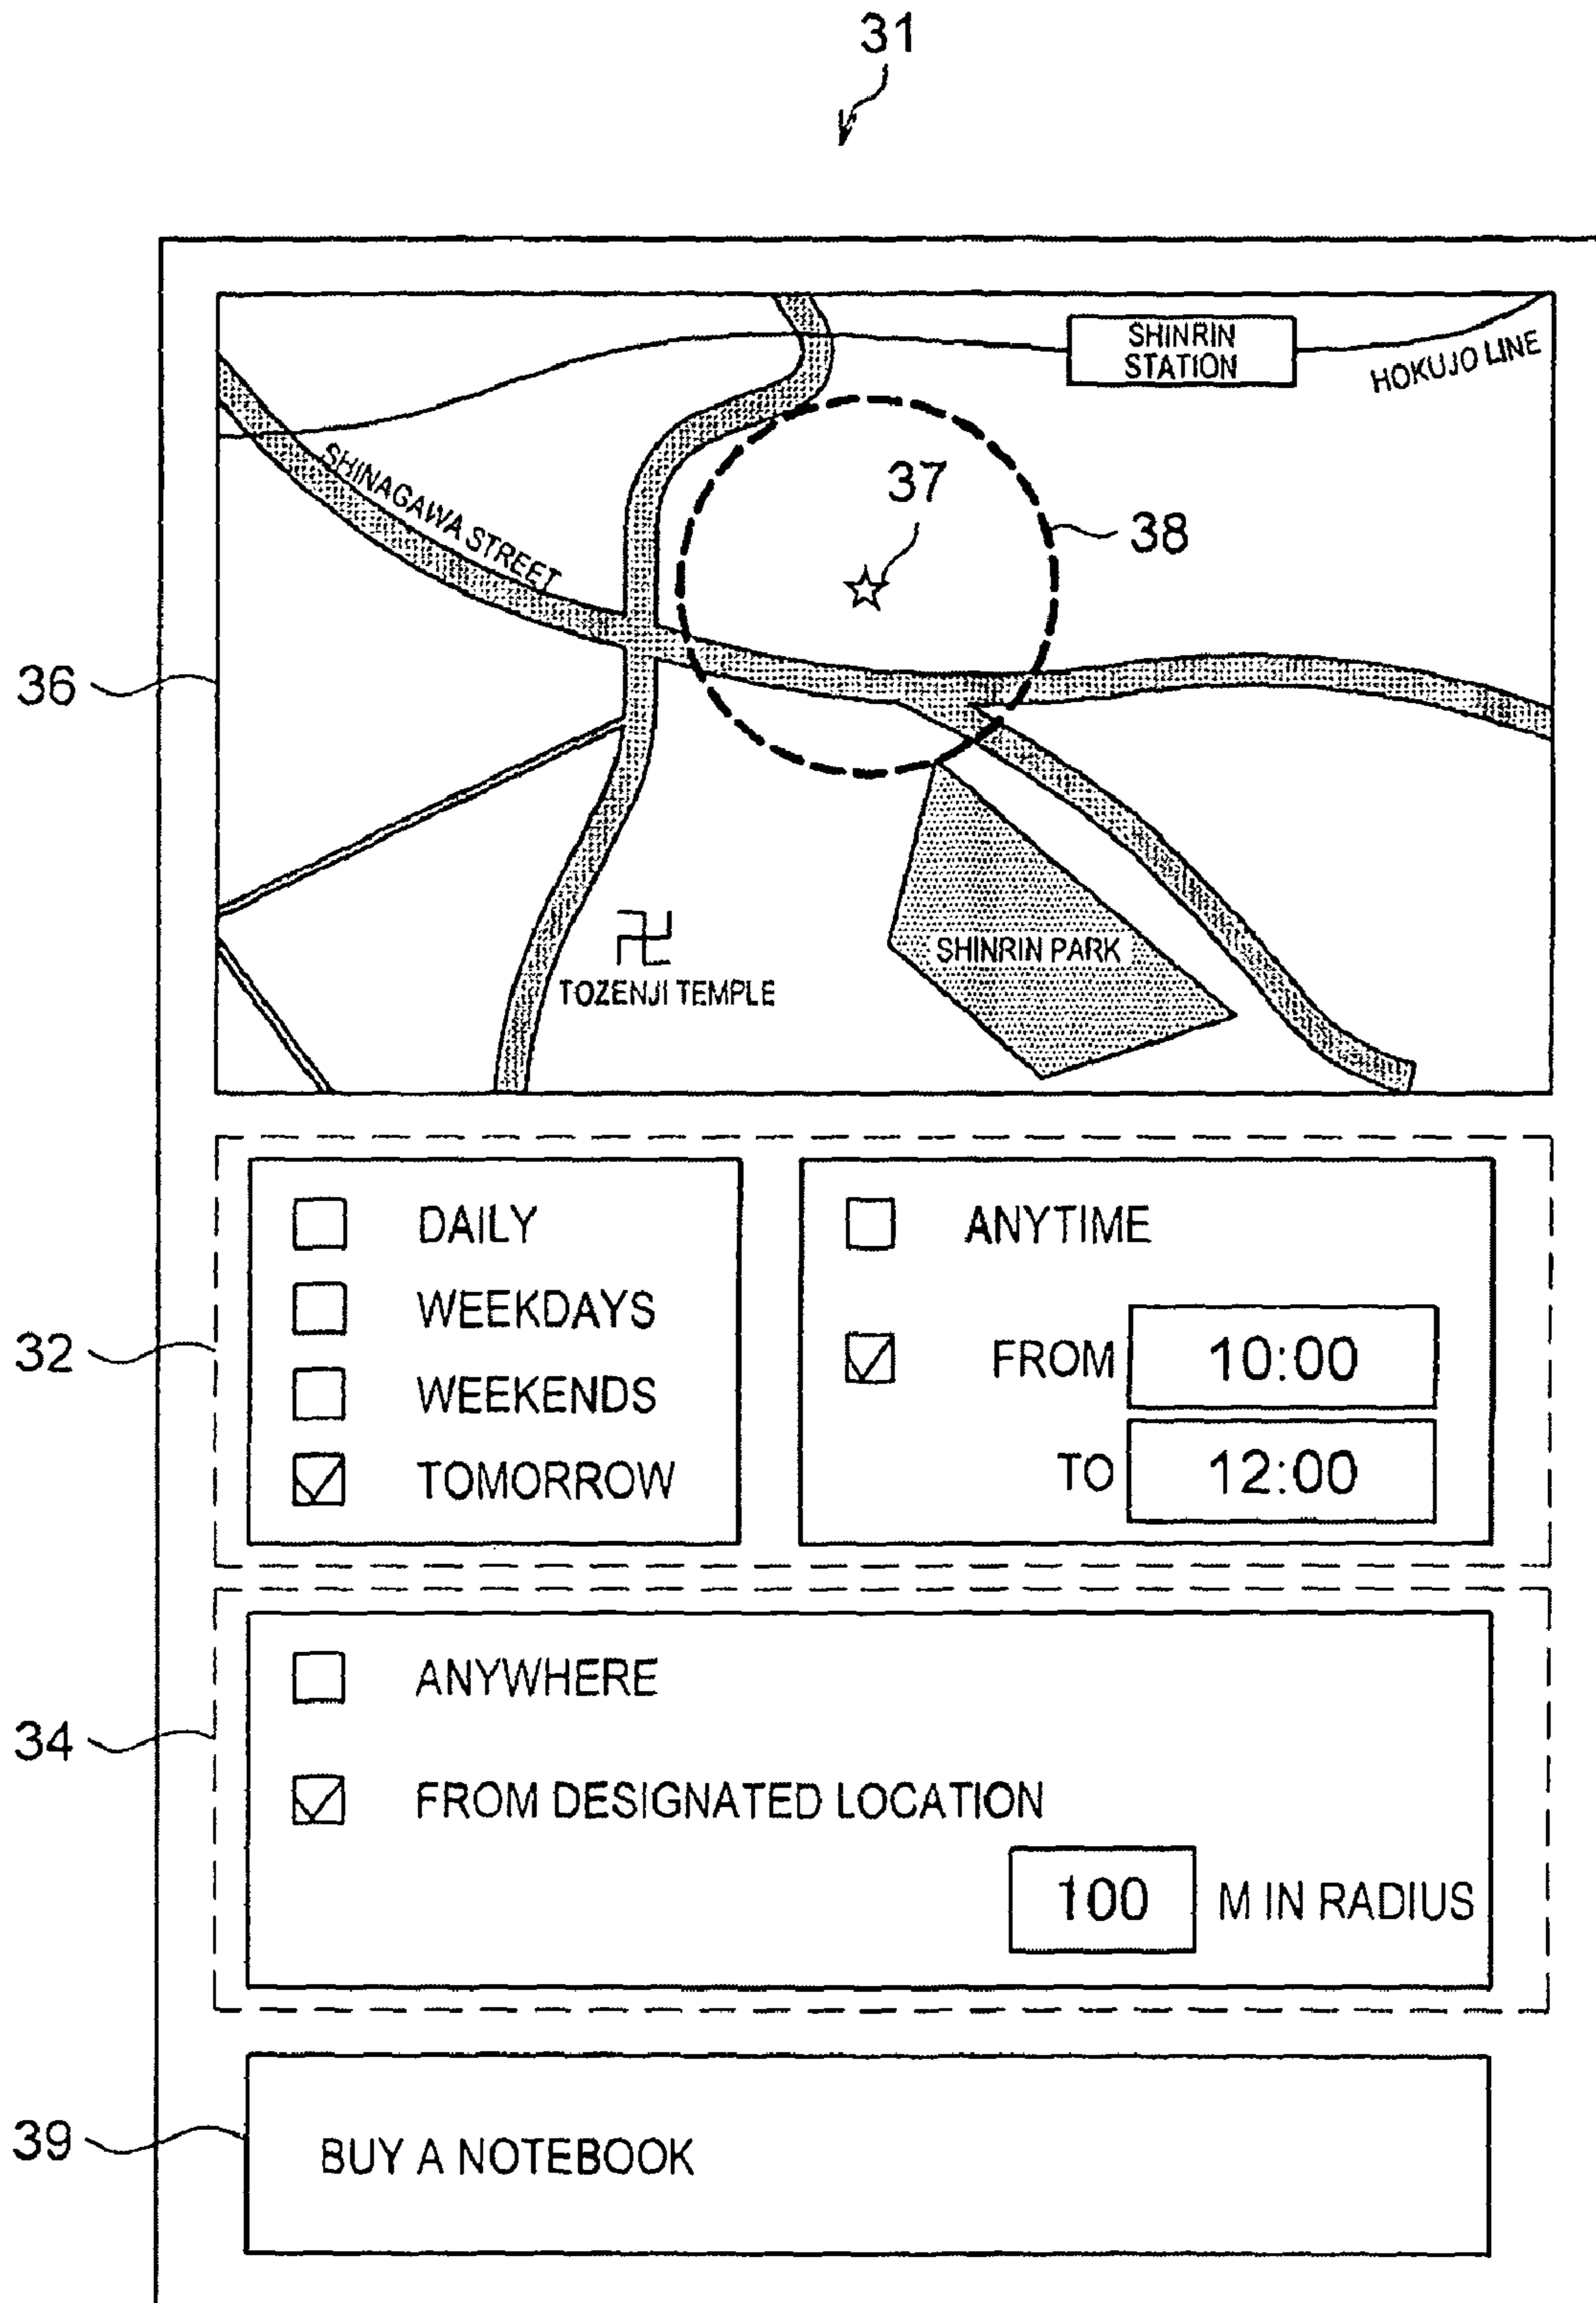 31
SHINRIN
STATION
HOKUJO LINE
SHINAGAWA STREET
37
38
36
卍
TOZENJI TEMPLE
SHINRIN PARK
DAILY
ANYTIME
WEEKDAYS
32
FROM 10:00
WEEKENDS
TOMORROW
TO 12:00
ANYWHERE
34
FROM DESIGNATED LOCATION
100 M IN RADIUS
39
BUY A NOTEBOOK